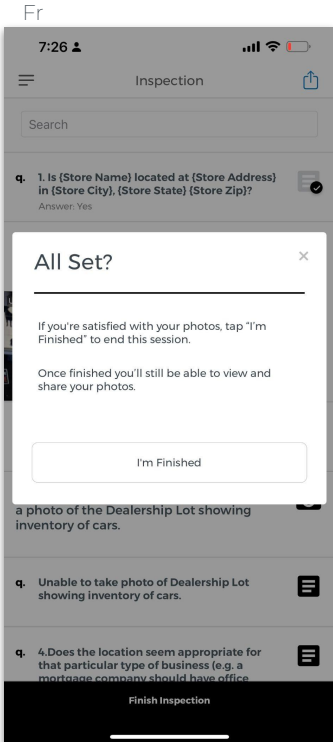 Fr
7:26
Inspection
Search
q. 1. Is {Store Name} located at {Store Address}
in {Store City}, {Store State} {Store Zip}?
Answer: Yes
All Set?
If you're satisfied with your photos, tap "I'm
Finished" to end this session.
Once finished you'll still be able to view and
share your photos.
I'm Finished
a photo of the Dealership Lot showing
inventory of cars.
q. Unable to take photo of Dealership Lot
showing inventory of cars.
q. 4.Does the location seem appropriate for
that particular type of business (e.g. a
mortgage company should have office
Finish Inspection